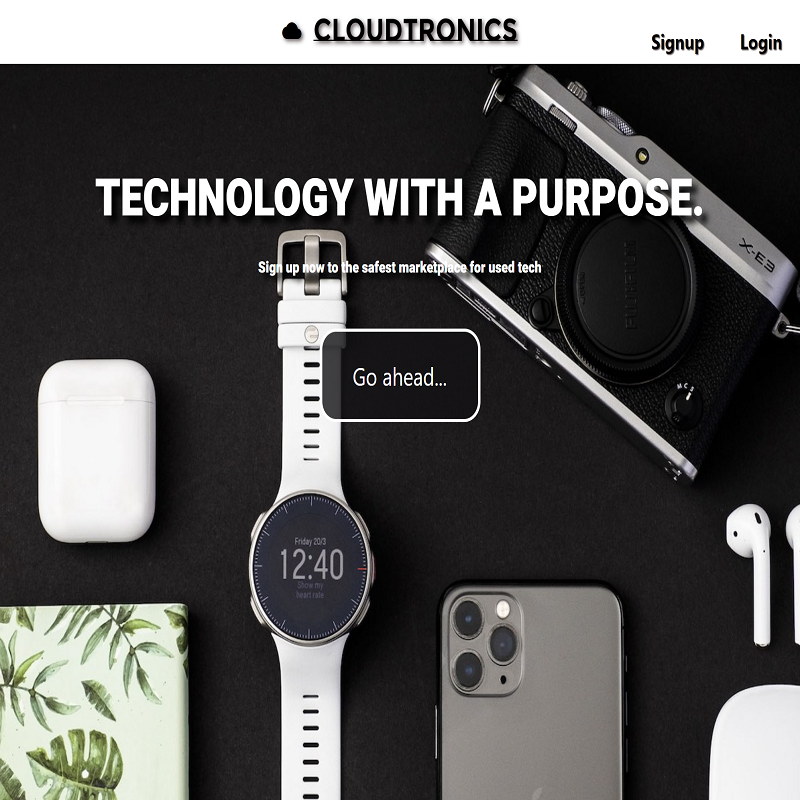 CLOUDTRONICS
Signup Login
TECHNOLOGY WITH A PURPOSE.
Sign up now to the safest marketplace for used tech
X-E3
FUJIFILM
Go ahead...
M C S
Friday 20/3
12:40
Show my
heart rate